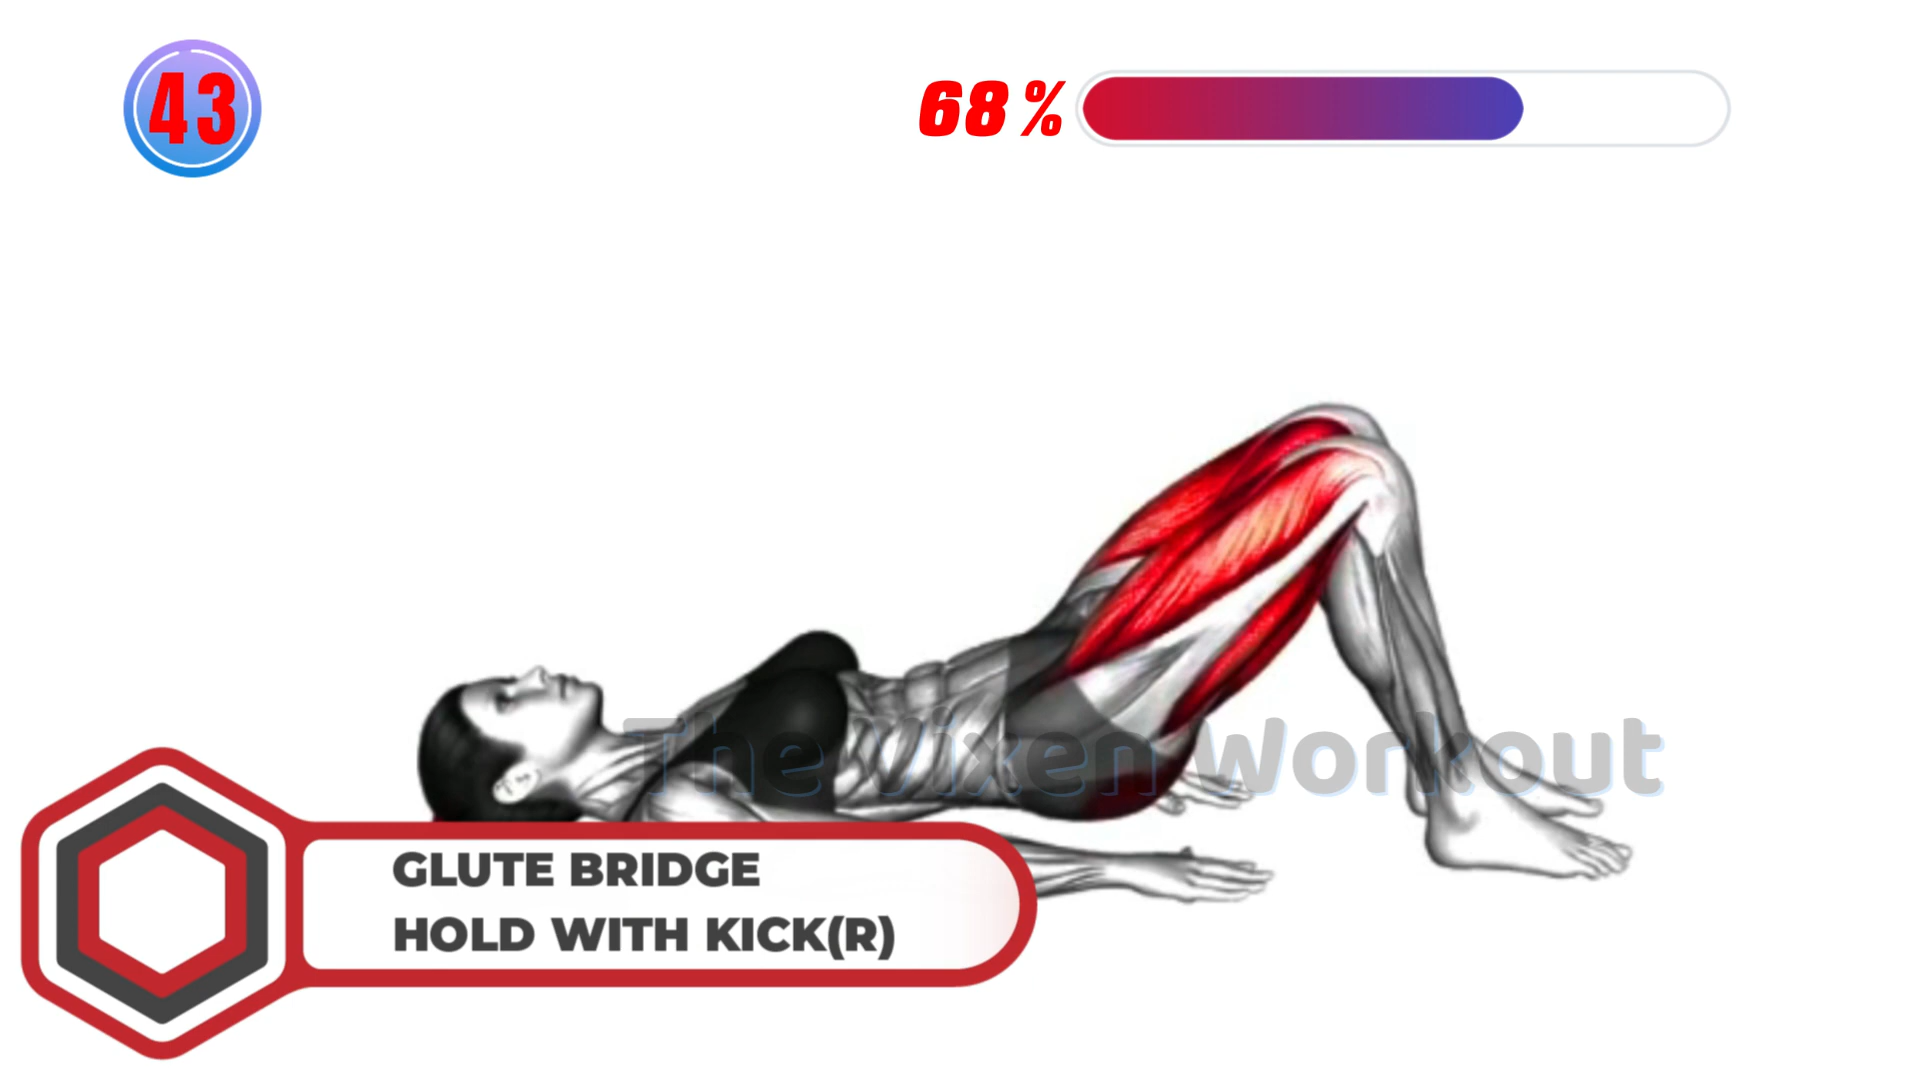 43
68%
The Vixen Workout
GLUTE BRIDGE
HOLD WITH KICK(R)